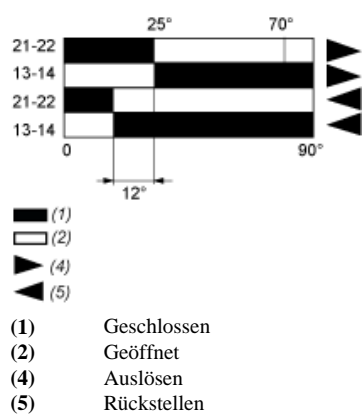 25° 70°
21-22
13-14
21-22
13-14
0 90°
12°
(1)
(2)
(4)
(5)
(1) Geschlossen
(2) Geöffnet
(4) Auslösen
(5) Rückstellen